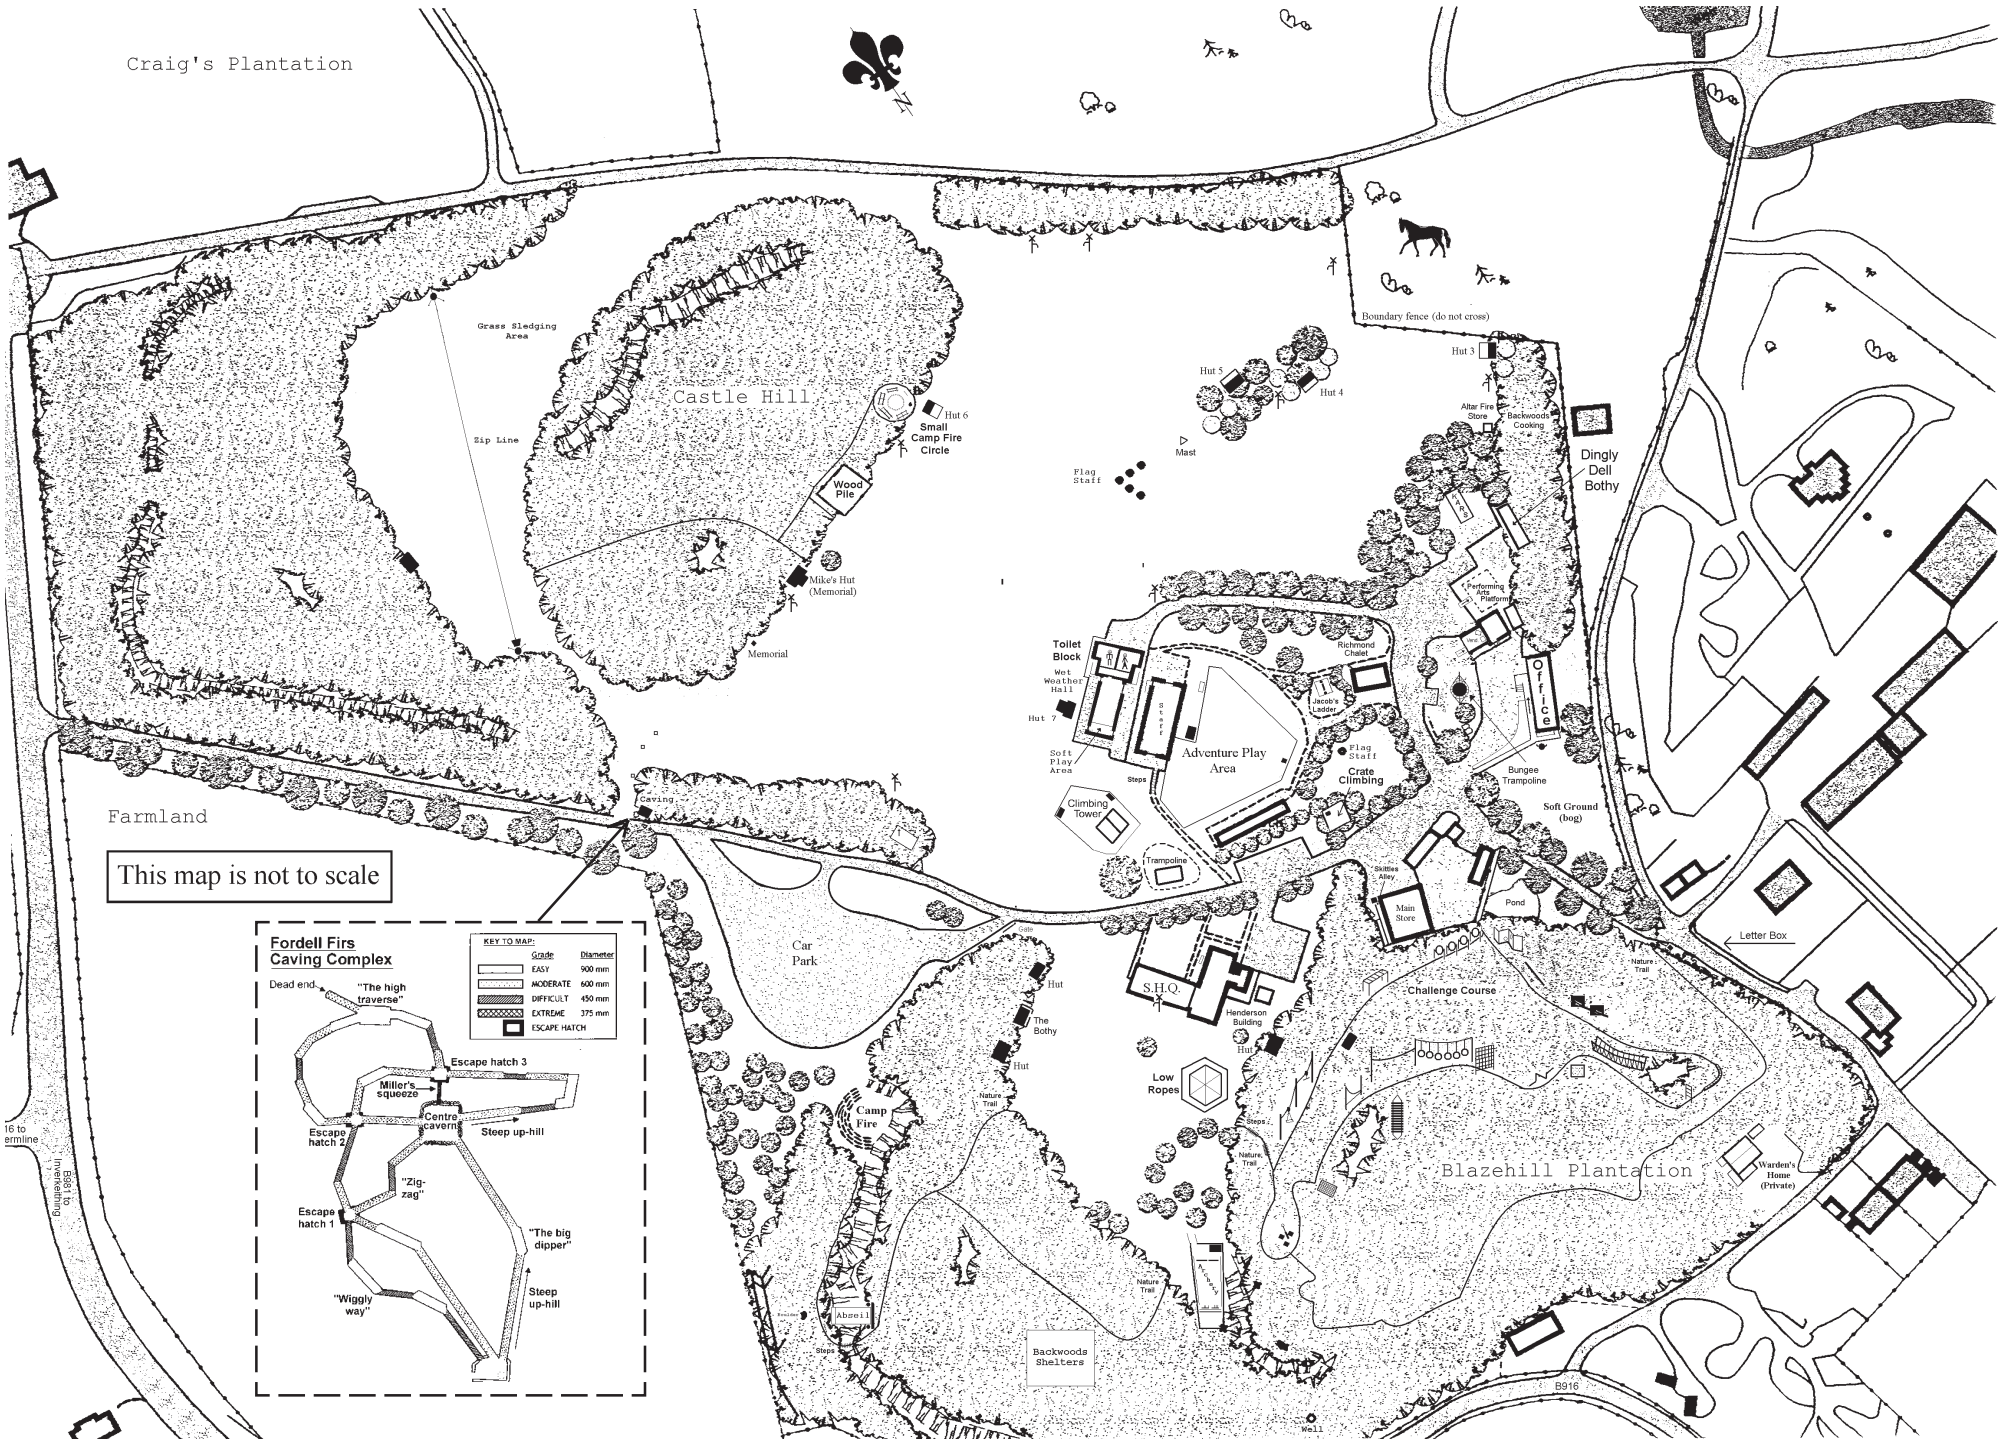 Craig's Plantation
N
Grass Sledging
Area
Zip Line
Castle Hill
Hut 6
Small
Camp Fire
Circle
Wood
Pile
Mike's Hut
(Memorial)
Memorial
Boundary fence (do not cross)
Hut 3
Hut 5
Hut 4
Mast
Flag
Staff
Altar Fire
Store
Backwoods
Cooking
Dingly
Dell
Bothy
Performing
Arts
Platform
Office
Toilet
Block
Wet
Weather
Hall
Hut 7
Soft
Play
Area
Staff
Steps
Adventure Play
Area
Richmond
Chalet
Jacob's
Ladder
Flag
Staff
Crate
Climbing
Bungee
Trampoline
Soft Ground
(bog)
Climbing
Tower
Trampoline
Caving
Farmland
This map is not to scale
Car
Park
Gate
Hut
The
Bothy
Hut
Skittles
Alley
Main
Store
Pond
Letter Box
Nature
Trail
S.H.Q.
Henderson
Building
Hut
Challenge Course
Low
Ropes
Steps
Nature
Trail
Blazehill Plantation
Warden's
Home
(Private)
Camp
Fire
Nature
Trail
Nature
Trail
Archery
Abseil
Steps
Backwoods
Shelters
Well
B916
16 to
ermline
B981 to
Inverkeithing
Fordell Firs
Caving Complex
KEY TO MAP:
Grade Diameter
EASY 900 mm
MODERATE 600 mm
DIFFICULT 450 mm
EXTREME 375 mm
ESCAPE HATCH
Dead end
"The high
traverse"
Escape hatch 3
Miller's
squeeze
Centre
cavern
Escape
hatch 2
Steep up-hill
"Zig-
zag"
Escape
hatch 1
"The big
dipper"
"Wiggly
way"
Steep
up-hill